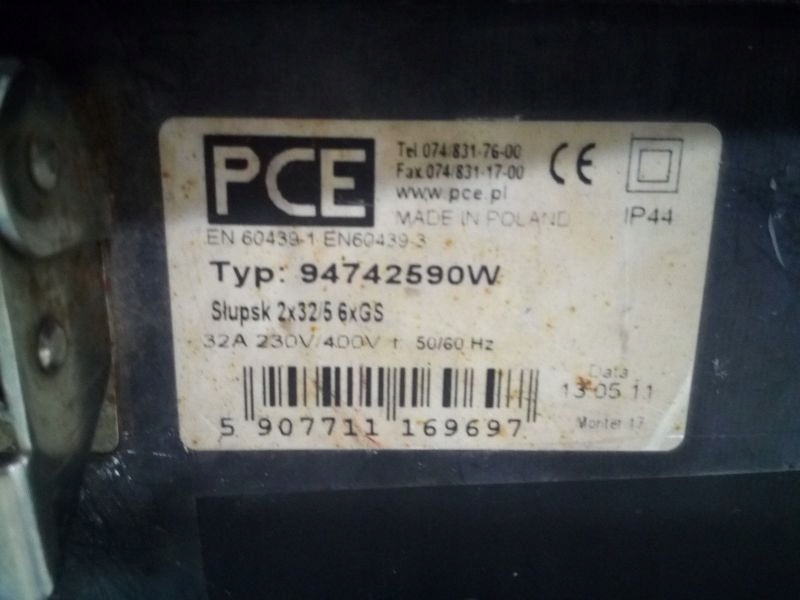 PCE
Tel 074/831-76-00
Fax 074/831-17-00
www.pce.pl
MADE IN POLAND
CE
IP44
EN 60439-1 EN60439-3
Typ: 94742590W
Słupsk 2x32/5 6xGS
32A 230V/400V 50/60 Hz
Data
13 05 11
Monter 17
5 907711 169697